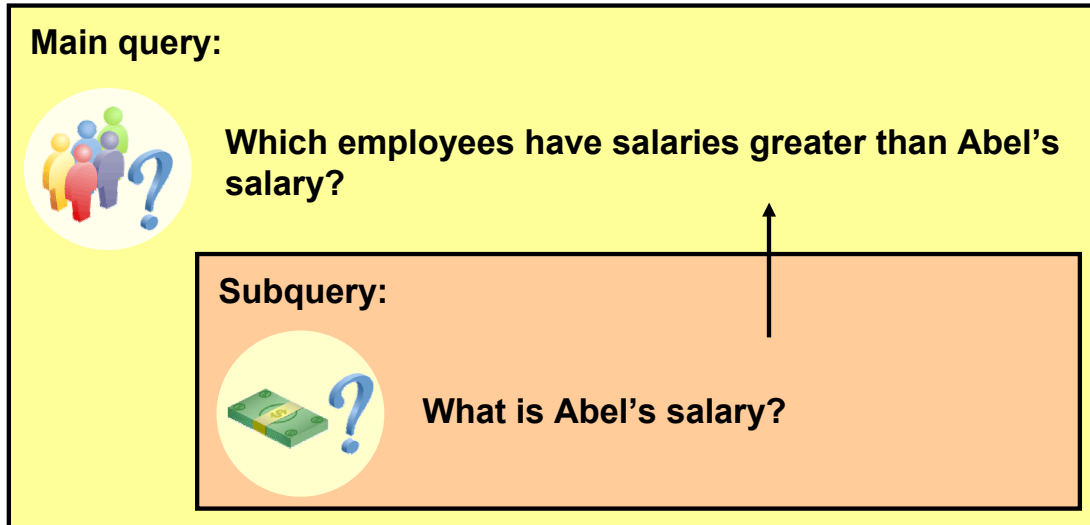 Main query:
Which employees have salaries greater than Abel’s
salary?
Subquery:
What is Abel’s salary?